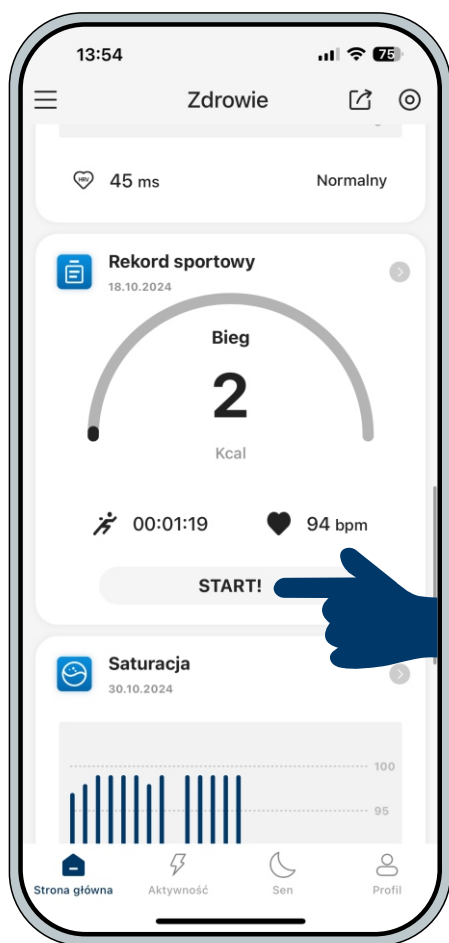 13:54
75
Zdrowie
HRV 45 ms Normalny
Rekord sportowy
18.10.2024
Bieg
2
Kcal
00:01:19 94 bpm
START!
Saturacja
30.10.2024
100
95
Strona główna Aktywność Sen Profil